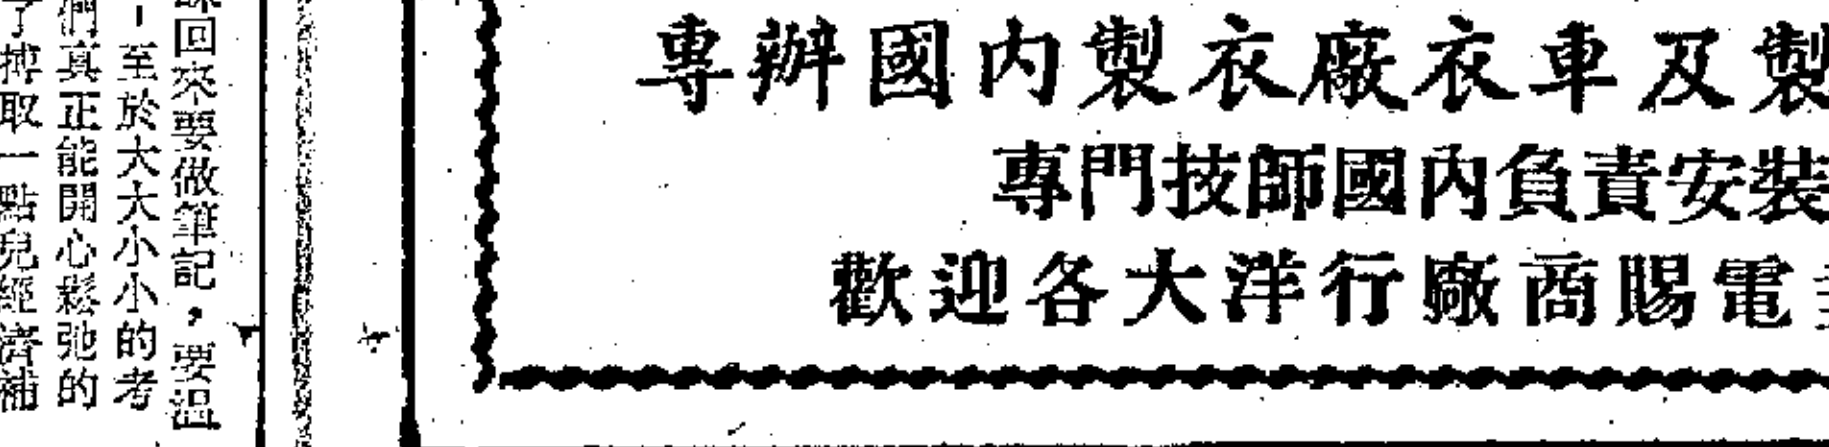 專辦國內製衣廠衣車及製
專門技師國內負責安裝
歡迎各大洋行廠商賜電
回來要做筆記，要溫
至於大大小小的考
們真正能開心鬆弛的
了搏取一點兒經濟補